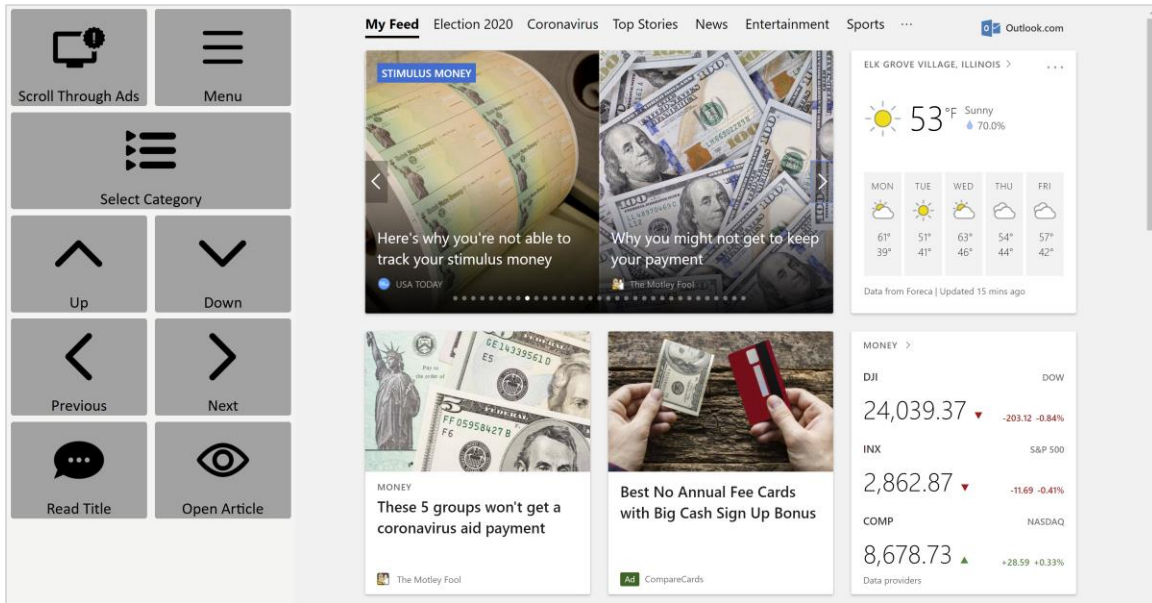 Scroll Through Ads
Menu
Select Category
Up
Down
Previous
Next
Read Title
Open Article
My Feed Election 2020 Coronavirus Top Stories News Entertainment Sports ...
Outlook.com
STIMULUS MONEY
Here's why you're not able to
track your stimulus money
USA TODAY
Why you might not get to keep
your payment
The Motley Fool
ELK GROVE VILLAGE, ILLINOIS >
...
53 °F Sunny
70.0%
MON TUE WED THU FRI
61° 51° 63° 54° 57°
39° 41° 46° 44° 42°
Data from Foreca | Updated 15 mins ago
MONEY
These 5 groups won't get a
coronavirus aid payment
The Motley Fool
Best No Annual Fee Cards
with Big Cash Sign Up Bonus
Ad CompareCards
MONEY >
DJI DOW
24,039.37 -203.12 -0.84%
INX S&P 500
2,862.87 -11.69 -0.41%
COMP NASDAQ
8,678.73 +28.59 +0.33%
Data providers